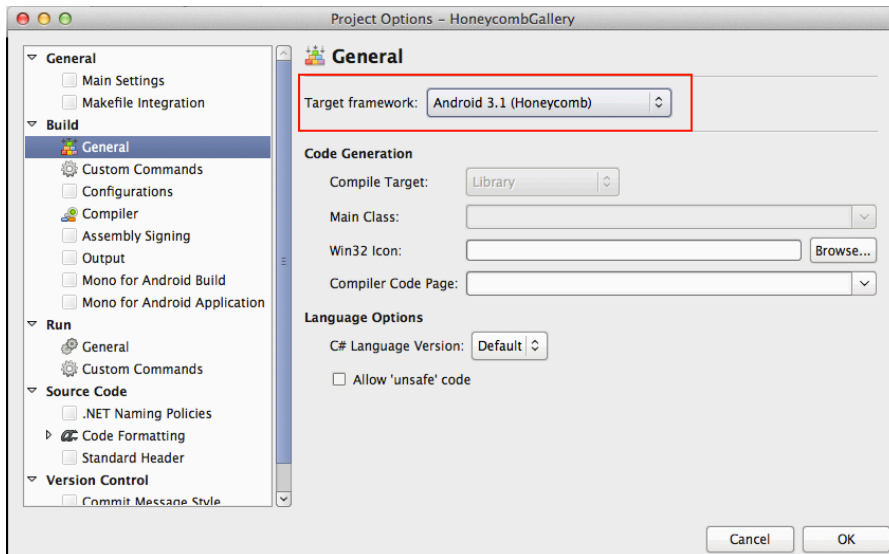 Project Options – HoneycombGallery
General
Main Settings
Makefile Integration
Build
General
Custom Commands
Configurations
Compiler
Assembly Signing
Output
Mono for Android Build
Mono for Android Application
Run
General
Custom Commands
Source Code
.NET Naming Policies
Code Formatting
Standard Header
Version Control
Commit Message Style
General
Target framework: Android 3.1 (Honeycomb)
Code Generation
Compile Target: Library
Main Class:
Win32 Icon: Browse...
Compiler Code Page:
Language Options
C# Language Version: Default
Allow 'unsafe' code
Cancel OK